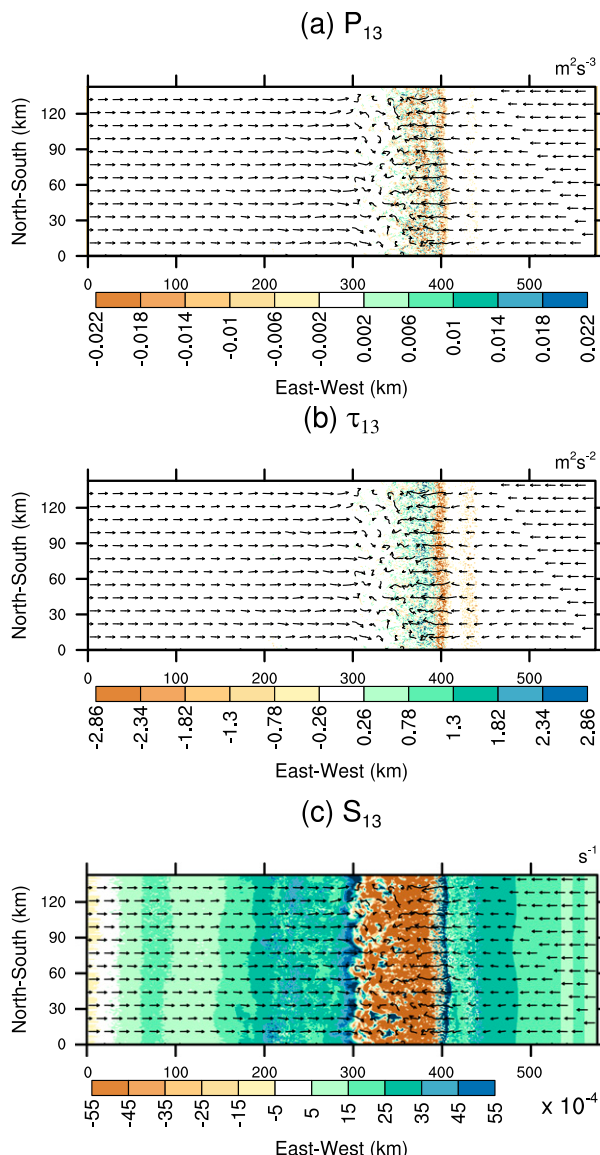 (a) P13
m2s-3
North-South (km)
120
90
60
30
0
0 100 200 300 400 500
-0.022 -0.018 -0.014 -0.01 -0.006 -0.002 0.002 0.006 0.01 0.014 0.018 0.022
East-West (km)
(b) τ13
m2s-2
North-South (km)
120
90
60
30
0
0 100 200 300 400 500
-2.86 -2.34 -1.82 -1.3 -0.78 -0.26 0.26 0.78 1.3 1.82 2.34 2.86
East-West (km)
(c) S13
s-1
North-South (km)
120
90
60
30
0
0 100 200 300 400 500
-55 -45 -35 -25 -15 -5 5 15 25 35 45 55 x 10-4
East-West (km)